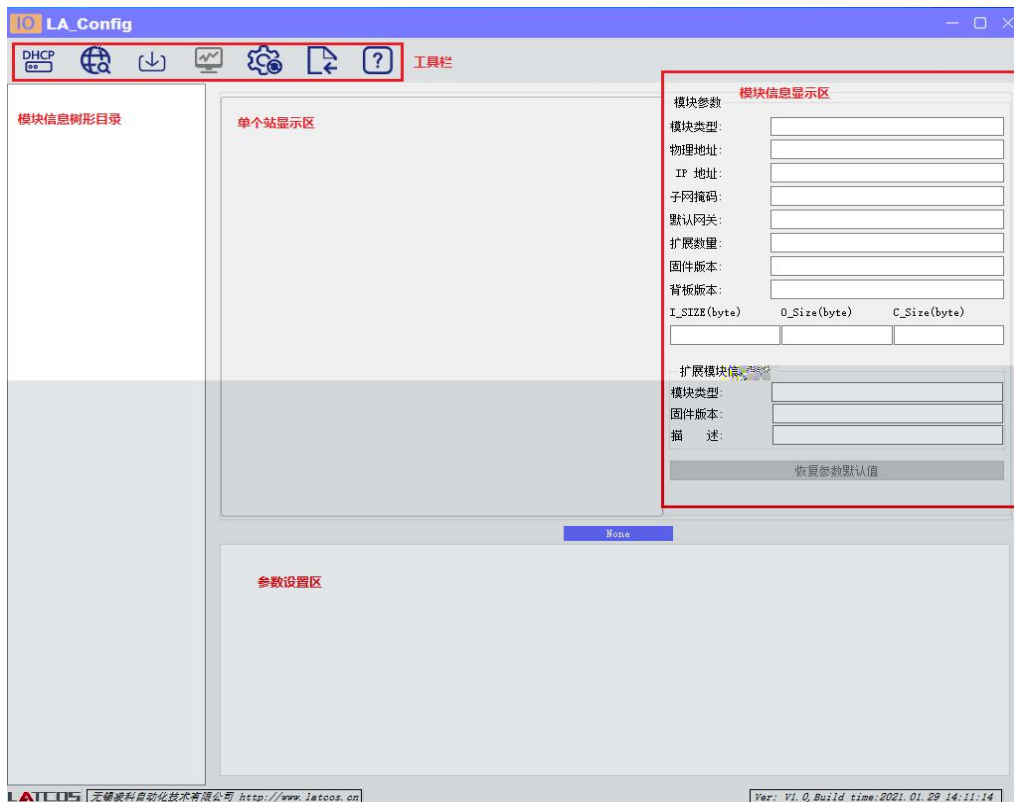 IO LA_Config
DHCP
工具栏
模块信息树形目录
单个站显示区
模块信息显示区
模块参数
模块类型:
物理地址:
IP 地址:
子网掩码:
默认网关:
扩展数量:
固件版本:
背板版本:
I_SIZE(byte) O_Size(byte) C_Size(byte)
扩展模块信
模块类型:
固件版本:
描 述:
恢复参数默认值
None
参数设置区
LATCOS 无锡凌科自动化技术有限公司 http://www.latcos.cn
Ver: V1.0,Build time:2021.01.29 14:11:14